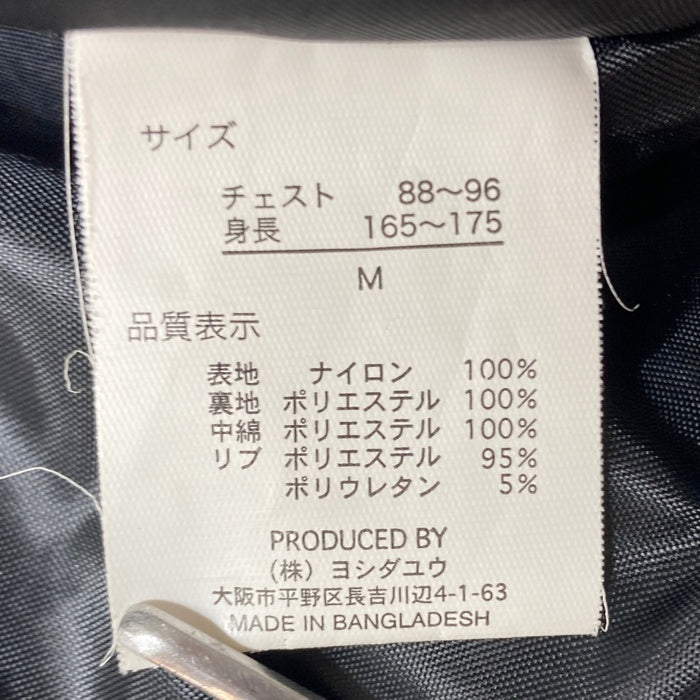 サイズ
チェスト 88〜96
身長 165〜175
M
品質表示
表地 ナイロン 100%
裏地 ポリエステル 100%
中綿 ポリエステル 100%
リブ ポリエステル 95%
ポリウレタン 5%
PRODUCED BY
(株) ヨシダユウ
大阪市平野区長吉川辺4-1-63
MADE IN BANGLADESH